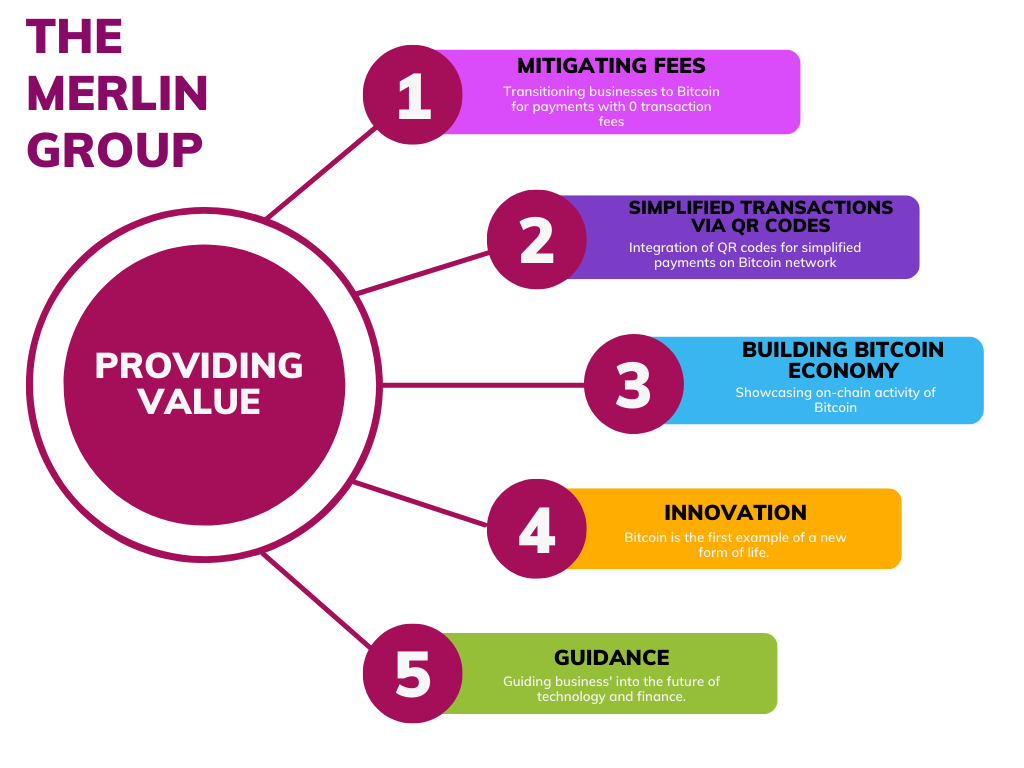 THE
MERLIN
GROUP
PROVIDING
VALUE
1
MITIGATING FEES
Transitioning businesses to Bitcoin
for payments with 0 transaction
fees
2
SIMPLIFIED TRANSACTIONS
VIA QR CODES
Integration of QR codes for simplified
payments on Bitcoin network
3
BUILDING BITCOIN
ECONOMY
Showcasing on-chain activity of
Bitcoin
4
INNOVATION
Bitcoin is the first example of a new
form of life.
5
GUIDANCE
Guiding business' into the future of
technology and finance.